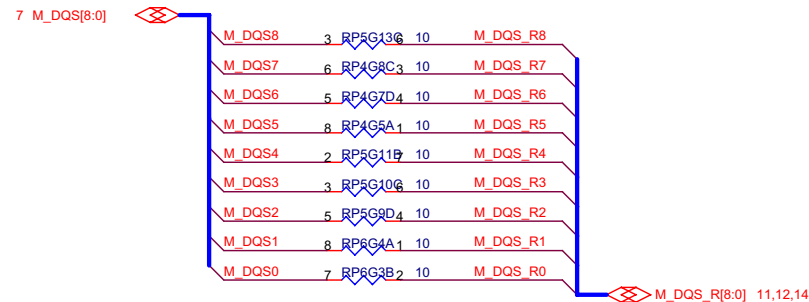 7 M_DQS[8:0]
M_DQS8 3 RP5G13C 6 10 M_DQS_R8
M_DQS7 6 RP4G8C 3 10 M_DQS_R7
M_DQS6 5 RP4G7D 4 10 M_DQS_R6
M_DQS5 8 RP4G5A 1 10 M_DQS_R5
M_DQS4 2 RP5G11B 7 10 M_DQS_R4
M_DQS3 3 RP5G10C 6 10 M_DQS_R3
M_DQS2 5 RP5G9D 4 10 M_DQS_R2
M_DQS1 8 RP6G4A 1 10 M_DQS_R1
M_DQS0 7 RP6G3B 2 10 M_DQS_R0
M_DQS_R[8:0] 11,12,14